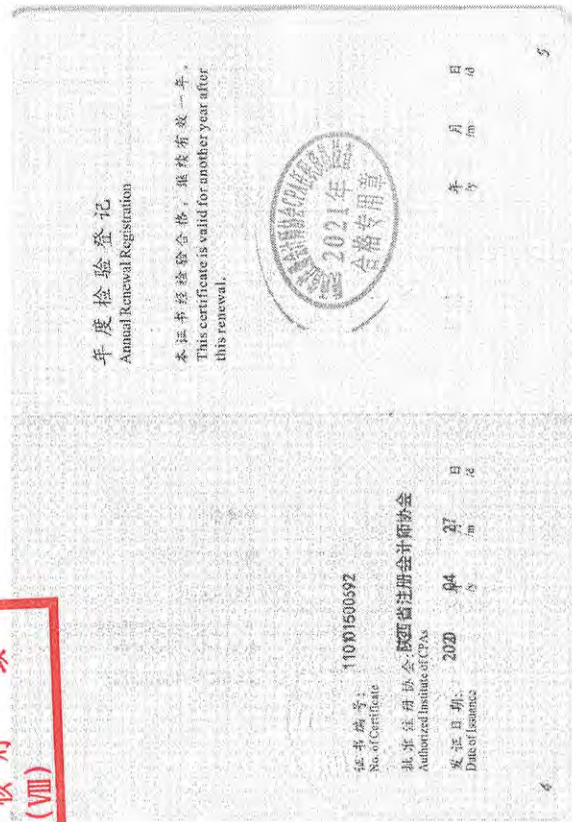 年度检验登记
Annual Renewal Registration
本证书经检验合格，继续有效一年。
This certificate is valid for another year after
this renewal.
2021年
合格专用章
年 月 日
/y /m /d
5
证书编号： 110101500692
No. of Certificate
批准注册协会：陕西省注册会计师协会
Authorized Institute of CPAs
发证日期： 2020 年 04 月 27 日
Date of Issuance /y /m /d
(VIII)